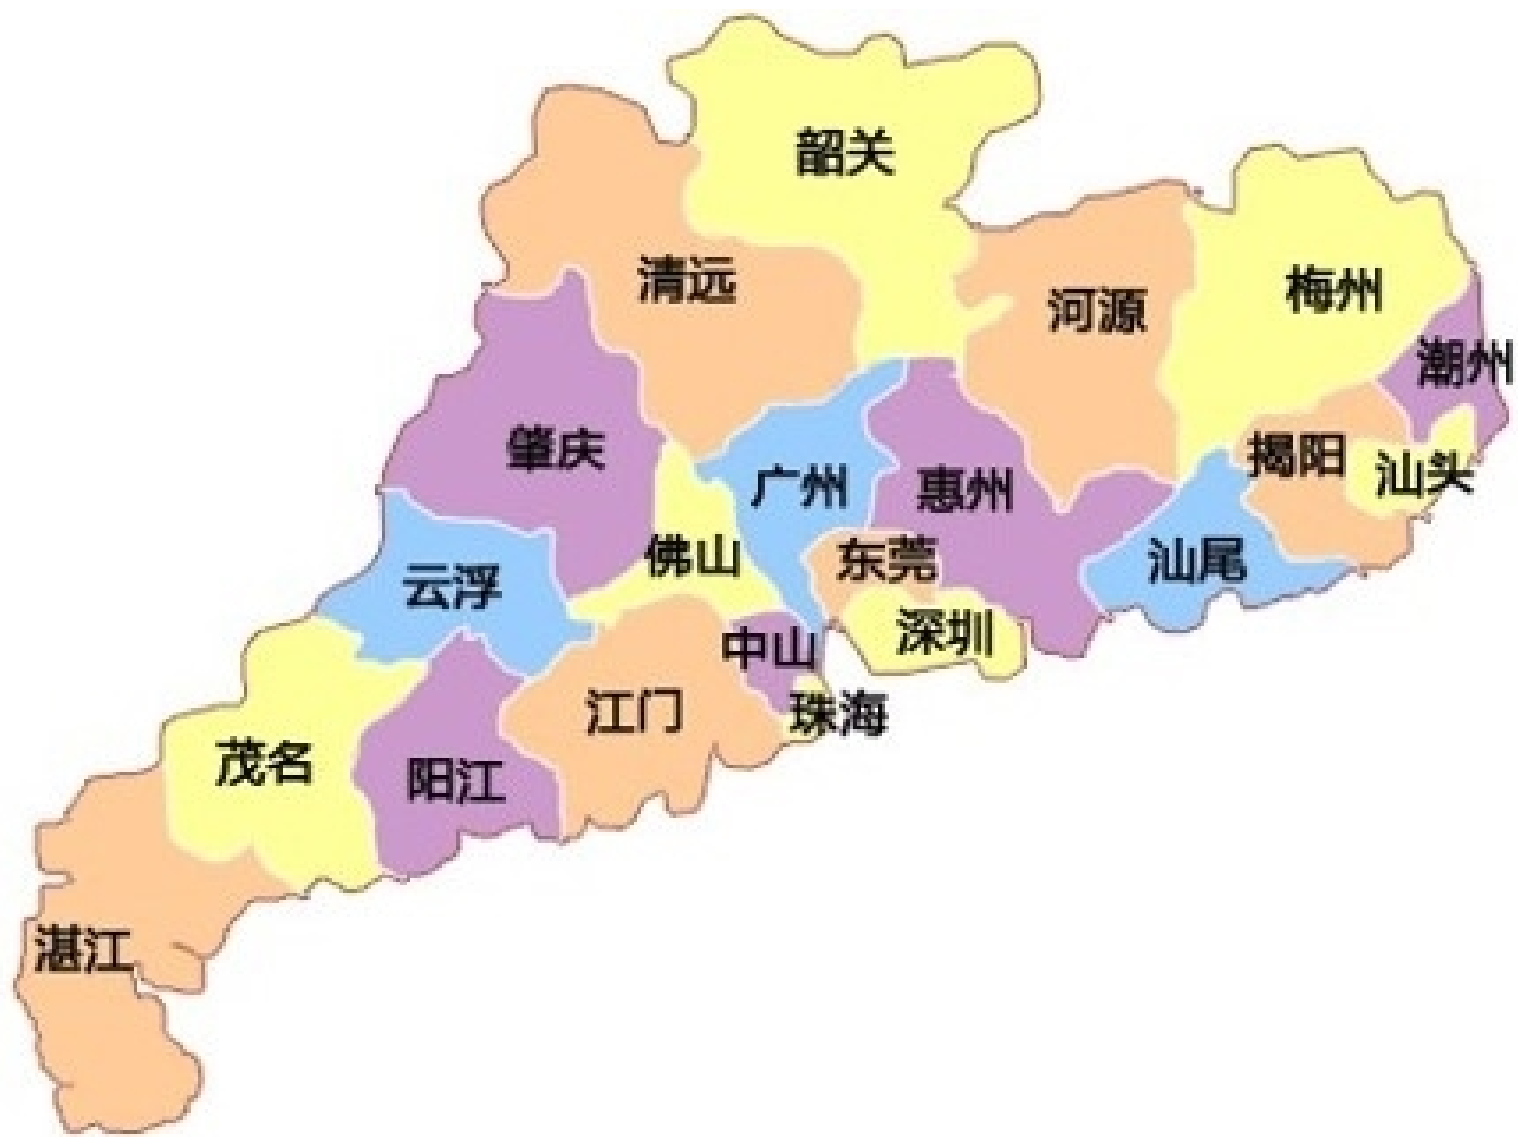 韶关
清远
河源
梅州
潮州
肇庆
广州
惠州
揭阳
汕头
佛山
东莞
汕尾
云浮
深圳
中山
江门
珠海
茂名
阳江
湛江